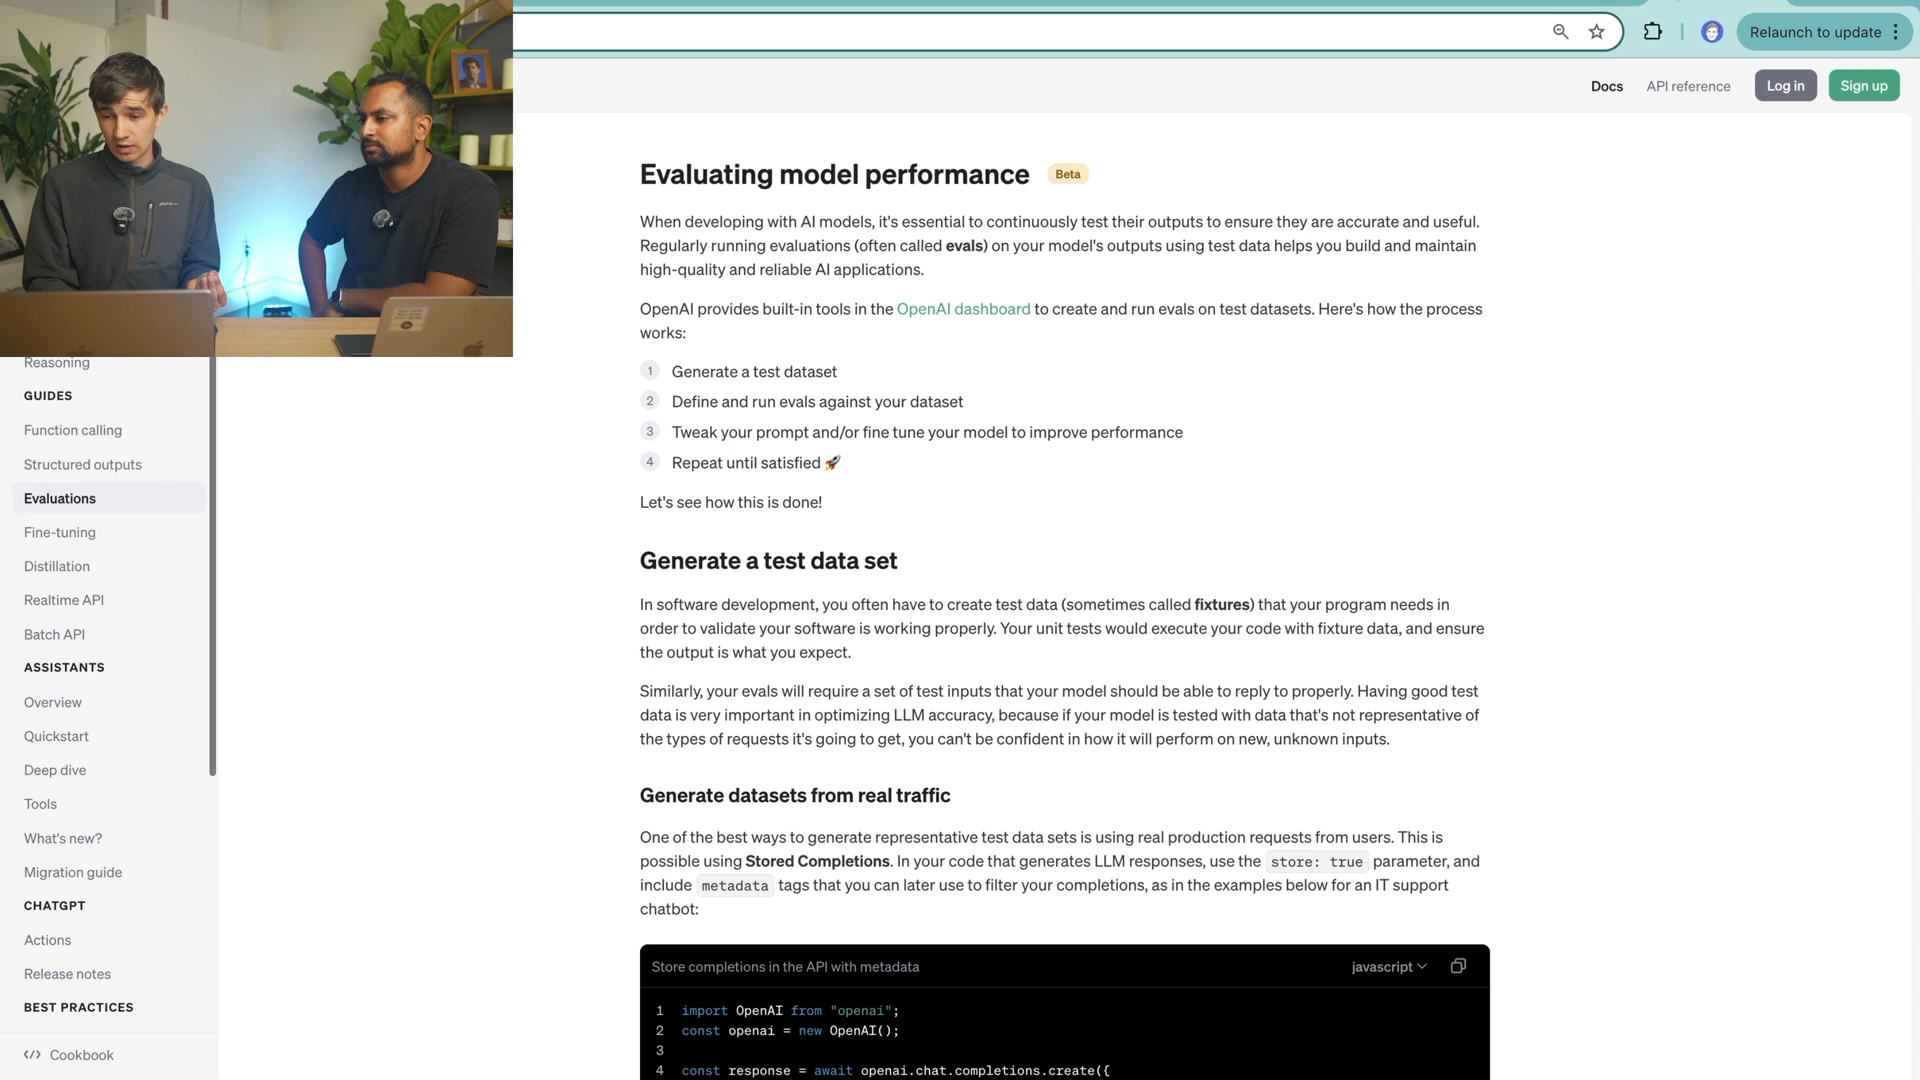 Relaunch to update
Docs
API reference
Log in
Sign up
Reasoning
GUIDES
Function calling
Structured outputs
Evaluations
Fine-tuning
Distillation
Realtime API
Batch API
ASSISTANTS
Overview
Quickstart
Deep dive
Tools
What's new?
Migration guide
CHATGPT
Actions
Release notes
BEST PRACTICES
</> Cookbook
Evaluating model performance Beta
When developing with AI models, it's essential to continuously test their outputs to ensure they are accurate and useful.
Regularly running evaluations (often called evals) on your model's outputs using test data helps you build and maintain
high-quality and reliable AI applications.
OpenAI provides built-in tools in the OpenAI dashboard to create and run evals on test datasets. Here's how the process
works:
1 Generate a test dataset
2 Define and run evals against your dataset
3 Tweak your prompt and/or fine tune your model to improve performance
4 Repeat until satisfied 🚀
Let's see how this is done!
Generate a test data set
In software development, you often have to create test data (sometimes called fixtures) that your program needs in
order to validate your software is working properly. Your unit tests would execute your code with fixture data, and ensure
the output is what you expect.
Similarly, your evals will require a set of test inputs that your model should be able to reply to properly. Having good test
data is very important in optimizing LLM accuracy, because if your model is tested with data that's not representative of
the types of requests it's going to get, you can't be confident in how it will perform on new, unknown inputs.
Generate datasets from real traffic
One of the best ways to generate representative test data sets is using real production requests from users. This is
possible using Stored Completions. In your code that generates LLM responses, use the store: true parameter, and
include metadata tags that you can later use to filter your completions, as in the examples below for an IT support
chatbot:
Store completions in the API with metadata
javascript
1 import OpenAI from "openai";
2 const openai = new OpenAI();
3
4 const response = await openai.chat.completions.create({